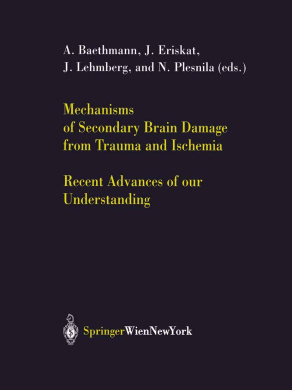 A. Baethmann, J. Eriskat,
J. Lehmberg, and N. Plesnila (eds.)
Mechanisms
of Secondary Brain Damage
from Trauma and Ischemia
Recent Advances of our
Understanding
SpringerWienNewYork